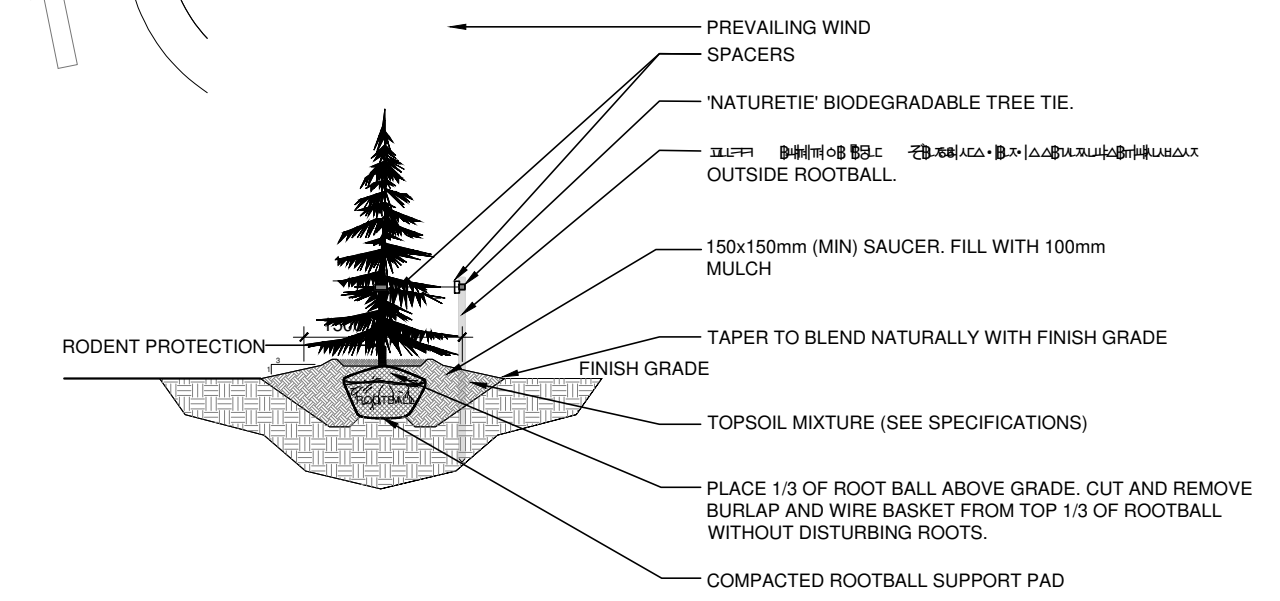 PREVAILING WIND
SPACERS
'NATURETIE' BIODEGRADABLE TREE TIE.
OUTSIDE ROOTBALL.
150x150mm (MIN) SAUCER. FILL WITH 100mm
MULCH
RODENT PROTECTION
TAPER TO BLEND NATURALLY WITH FINISH GRADE
3
1
FINISH GRADE
ROOTBALL
TOPSOIL MIXTURE (SEE SPECIFICATIONS)
PLACE 1/3 OF ROOT BALL ABOVE GRADE. CUT AND REMOVE
BURLAP AND WIRE BASKET FROM TOP 1/3 OF ROOTBALL
WITHOUT DISTURBING ROOTS.
COMPACTED ROOTBALL SUPPORT PAD